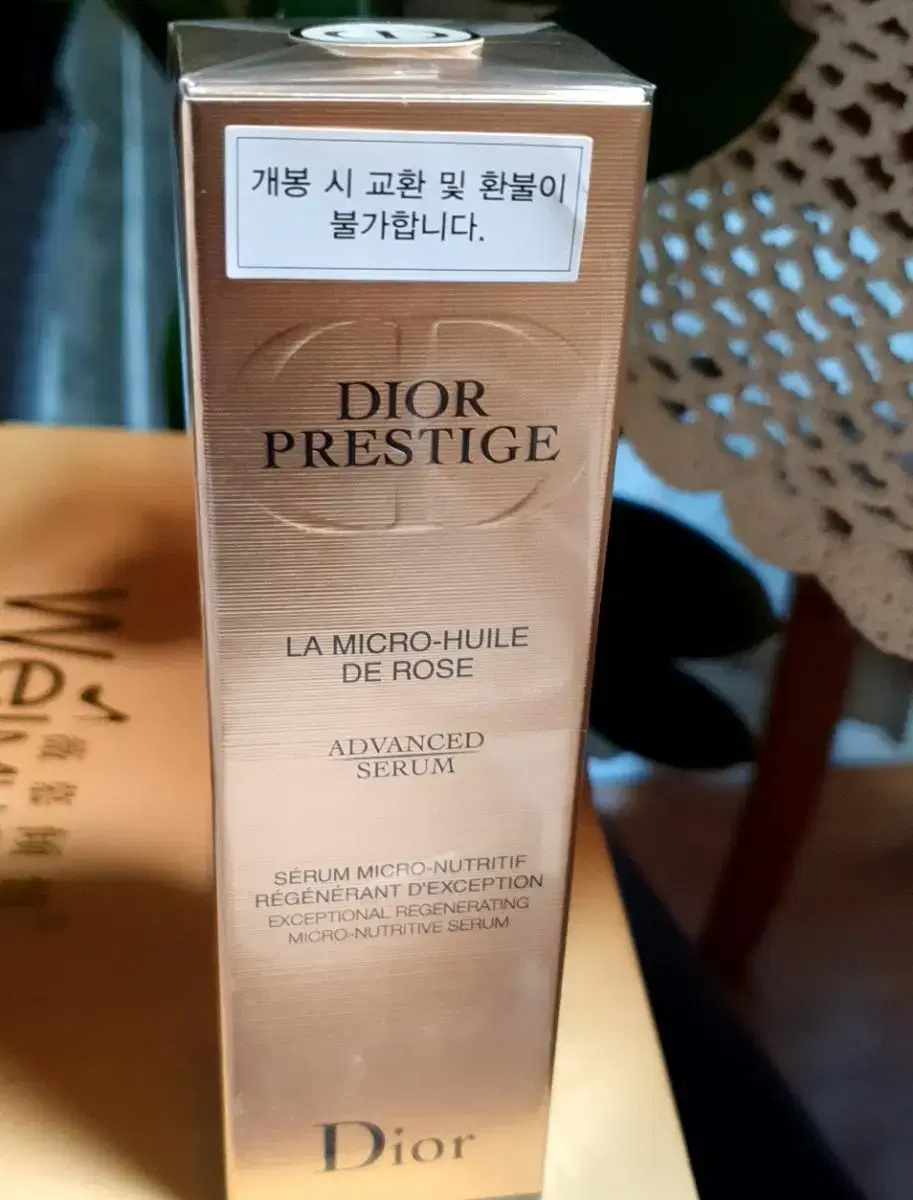 개봉 시 교환 및 환불이
불가합니다.
DIOR
PRESTIGE
LA MICRO-HUILE
DE ROSE
ADVANCED
SERUM
SÉRUM MICRO-NUTRITIF
RÉGÉNÉRANT D'EXCEPTION
EXCEPTIONAL REGENERATING
MICRO-NUTRITIVE SERUM
Dior